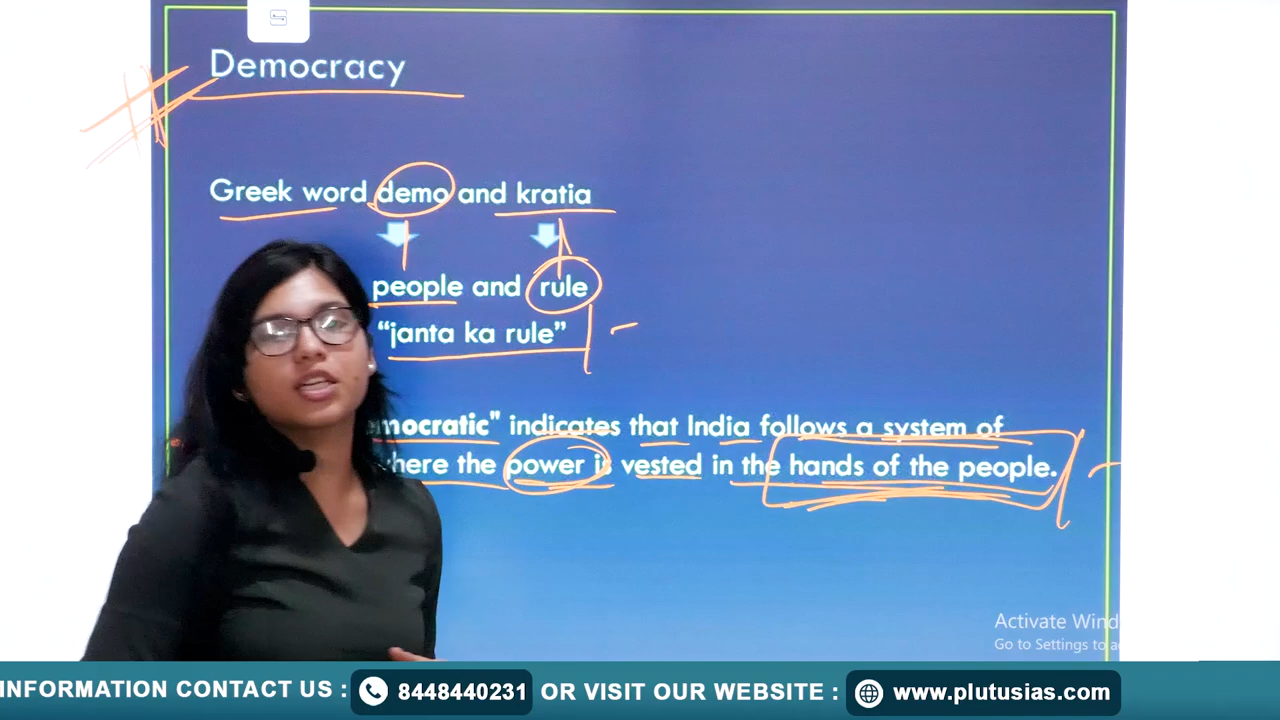 Democracy
Greek word demo and kratia
people and rule
“janta ka rule”
indicates that India follows a system of
the power is vested in the hands of the people.
Activate Wind
Go to Settings to a
INFORMATION CONTACT US : 8448440231 OR VISIT OUR WEBSITE : www.plutusias.com